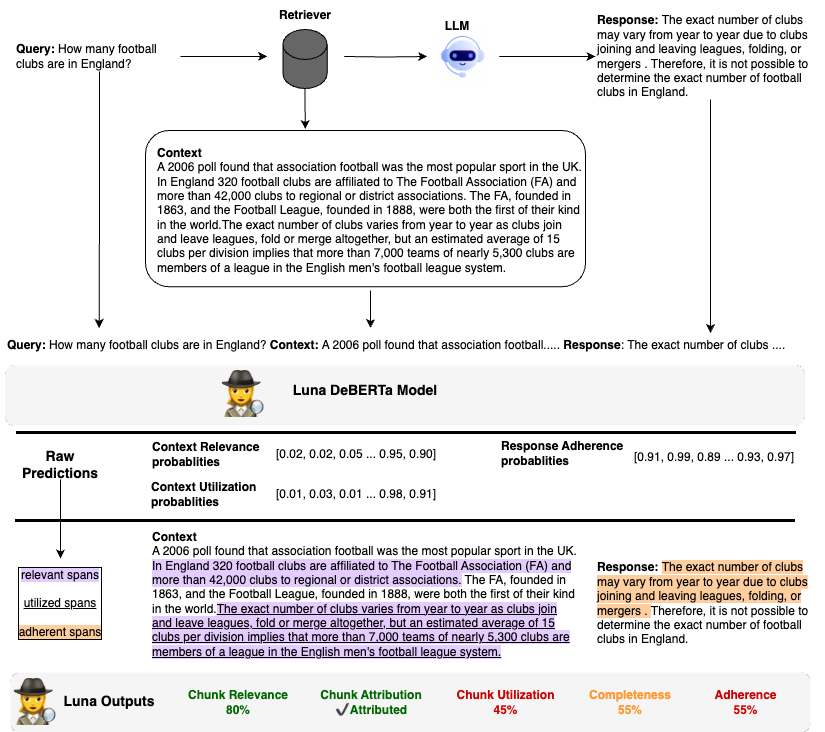 Retriever
LLM
Query: How many football
clubs are in England?
Response: The exact number of clubs
may vary from year to year due to clubs
joining and leaving leagues, folding, or
mergers . Therefore, it is not possible to
determine the exact number of football
clubs in England.
Context
A 2006 poll found that association football was the most popular sport in the UK.
In England 320 football clubs are affiliated to The Football Association (FA) and
more than 42,000 clubs to regional or district associations. The FA, founded in
1863, and the Football League, founded in 1888, were both the first of their kind
in the world.The exact number of clubs varies from year to year as clubs join
and leave leagues, fold or merge altogether, but an estimated average of 15
clubs per division implies that more than 7,000 teams of nearly 5,300 clubs are
members of a league in the English men's football league system.
Query: How many football clubs are in England? Context: A 2006 poll found that association football..... Response: The exact number of clubs ....
Luna DeBERTa Model
Raw
Predictions
Context Relevance
probablities
[0.02, 0.02, 0.05 ... 0.95, 0.90]
Response Adherence
probablities
[0.91, 0.99, 0.89 ... 0.93, 0.97]
Context Utilization
probablities
[0.01, 0.03, 0.01 ... 0.98, 0.91]
relevant spans
utilized spans
adherent spans
Context
A 2006 poll found that association football was the most popular sport in the UK.
In England 320 football clubs are affiliated to The Football Association (FA) and
more than 42,000 clubs to regional or district associations. The FA, founded in
1863, and the Football League, founded in 1888, were both the first of their kind
in the world.The exact number of clubs varies from year to year as clubs join
and leave leagues, fold or merge altogether, but an estimated average of 15
clubs per division implies that more than 7,000 teams of nearly 5,300 clubs are
members of a league in the English men's football league system.
Response: The exact number of clubs
may vary from year to year due to clubs
joining and leaving leagues, folding, or
mergers . Therefore, it is not possible to
determine the exact number of football
clubs in England.
Luna Outputs
Chunk Relevance
80%
Chunk Attribution
✓Attributed
Chunk Utilization
45%
Completeness
55%
Adherence
55%